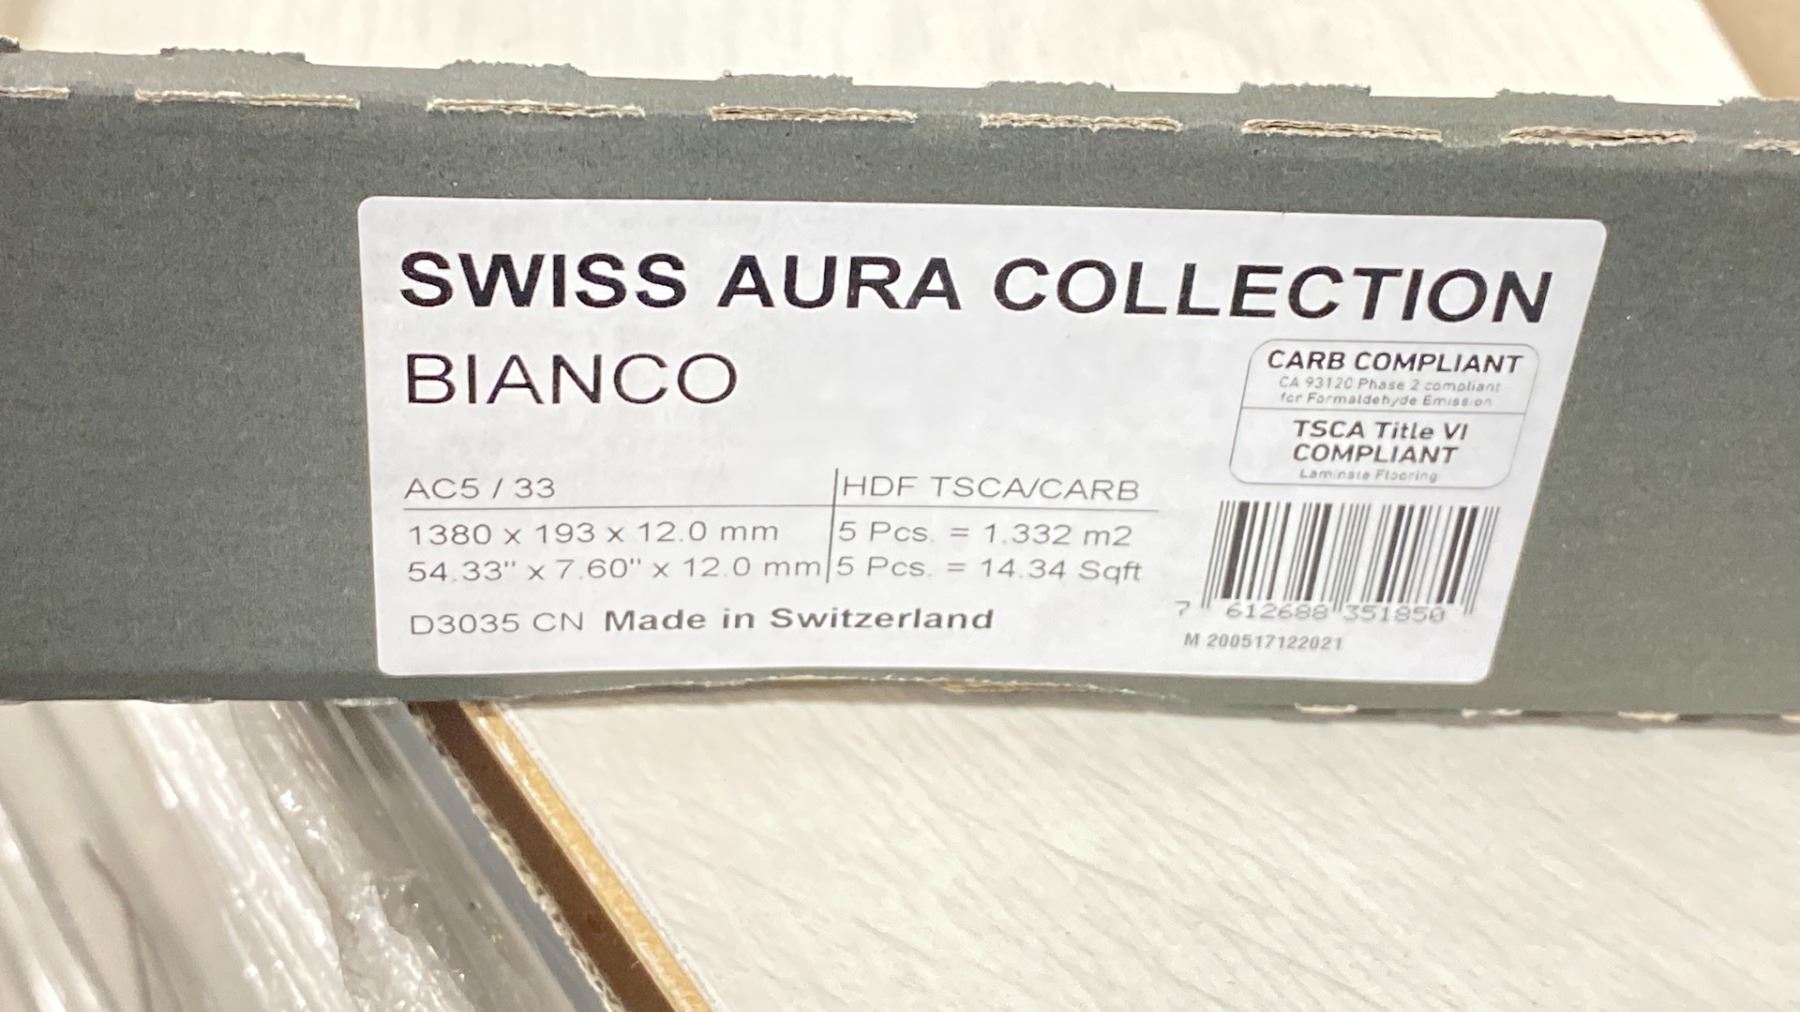 SWISS AURA COLLECTION
BIANCO
CARB COMPLIANT
CA 93120 Phase 2 compliant
for Formaldehyde Emission
TSCA Title VI
COMPLIANT
Laminate Flooring
AC5 / 33 HDF TSCA/CARB
1380 x 193 x 12.0 mm 5 Pcs. = 1.332 m2
54.33" x 7.60" x 12.0 mm 5 Pcs. = 14.34 Sqft
D3035 CN Made in Switzerland
7 612688 351850
M 200517122021